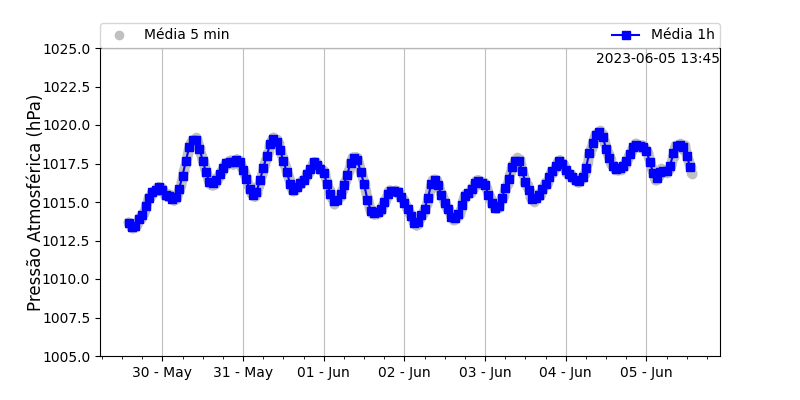 Média 5 min
Média 1h
2023-06-05 13:45
Pressão Atmosférica (hPa)
1025.0
1022.5
1020.0
1017.5
1015.0
1012.5
1010.0
1007.5
1005.0
30 - May
31 - May
01 - Jun
02 - Jun
03 - Jun
04 - Jun
05 - Jun